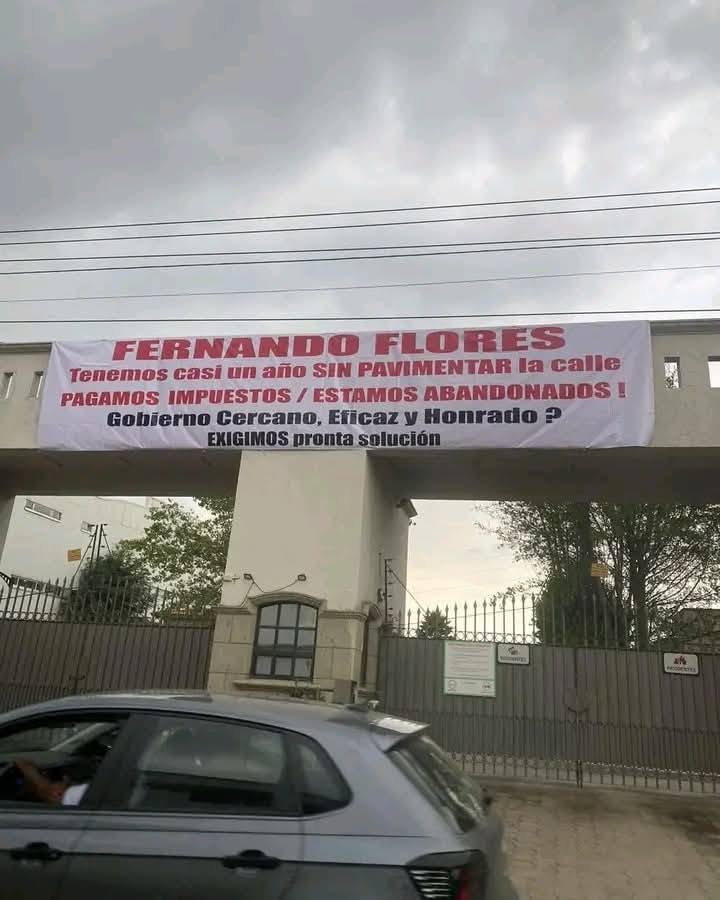 FERNANDO FLORES
Tenemos casi un año SIN PAVIMENTAR la calle
PAGAMOS IMPUESTOS / ESTAMOS ABANDONADOS !
Gobierno Cercano, Eficaz y Honrado ?
EXIGIMOS pronta solución
RESIDENTES